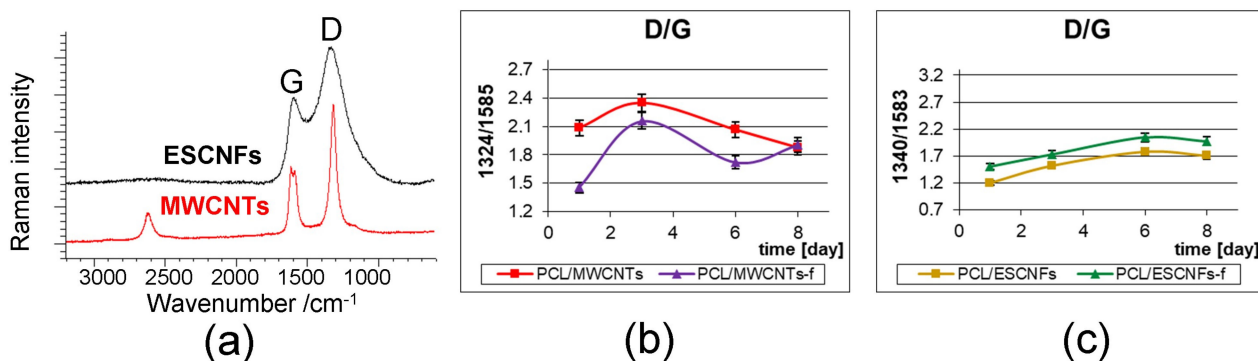 Raman intensity
G
D
ESCNFs
MWCNTs
3000 2500 2000 1500 1000
Wavenumber /cm-1
(a)
D/G
1324/1585
2.7
2.4
2.1
1.8
1.5
1.2
0 2 4 6 8
time [day]
PCL/MWCNTs PCL/MWCNTs-f
(b)
D/G
1340/1583
3.2
2.7
2.2
1.7
1.2
0.7
0 2 4 6 8
time [day]
PCL/ESCNFs PCL/ESCNFs-f
(c)